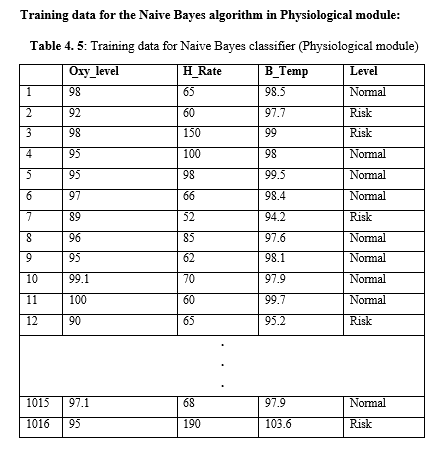 Training data for the Naive Bayes algorithm in Physiological module:
Table 4. 5: Training data for Naive Bayes classifier (Physiological module)
Oxy_level H_Rate B_Temp Level
1 98 65 98.5 Normal
2 92 60 97.7 Risk
3 98 150 99 Risk
4 95 100 98 Normal
5 95 98 99.5 Normal
6 97 66 98.4 Normal
7 89 52 94.2 Risk
8 96 85 97.6 Normal
9 95 62 98.1 Normal
10 99.1 70 97.9 Normal
11 100 60 99.7 Normal
12 90 65 95.2 Risk
.
.
.
1015 97.1 68 97.9 Normal
1016 95 190 103.6 Risk